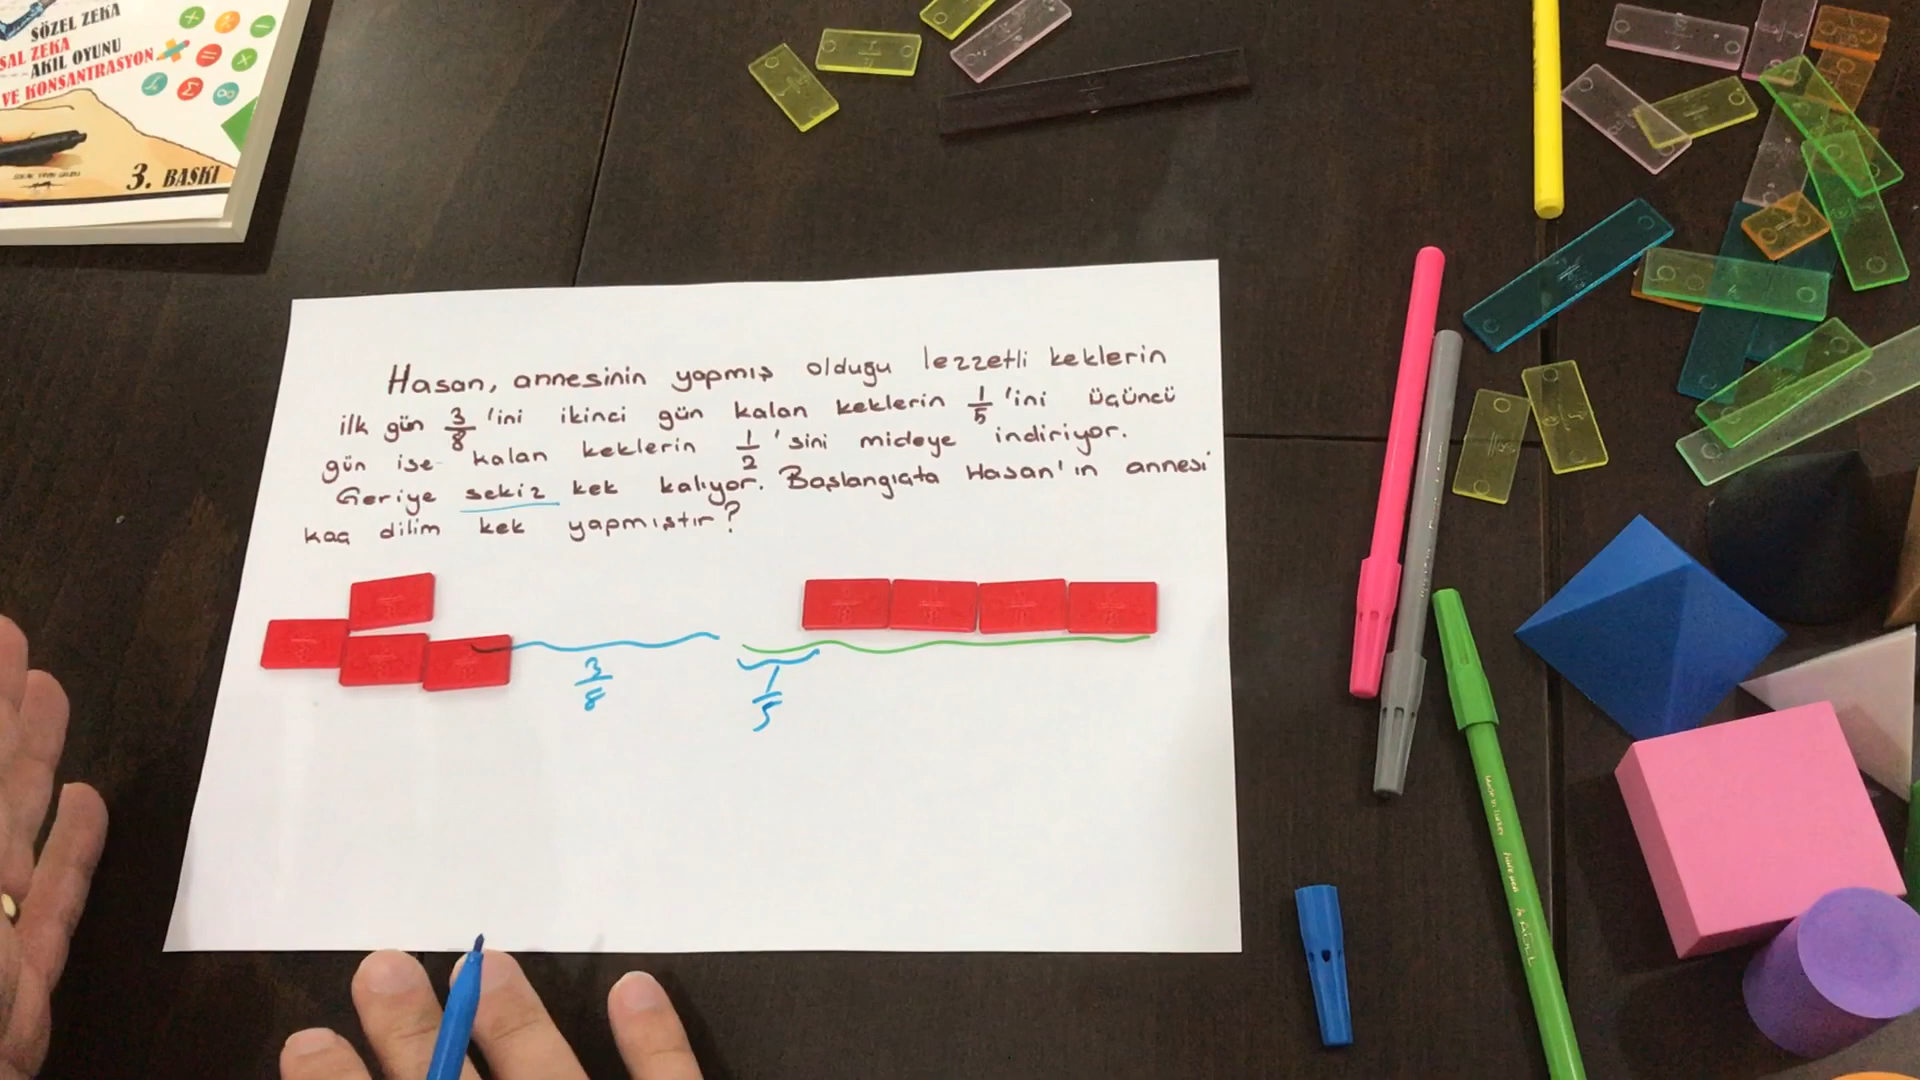 SÖZEL ZEKA
SAL ZEKA
AKIL OYUNU
VE KONSANTRASYON
3. BASKI
Hasan, annesinin yapmış olduğu lezzetli keklerin
ilk gün 3/8 'ini ikinci gün kalan keklerin 1/5 'ini üçüncü
gün ise kalan keklerin 1/2 'sini mideye indiriyor.
Geriye sekiz kek kalıyor. Başlangıçta Hasan'ın annesi
kaç dilim kek yapmıştır?
3/8
1/5